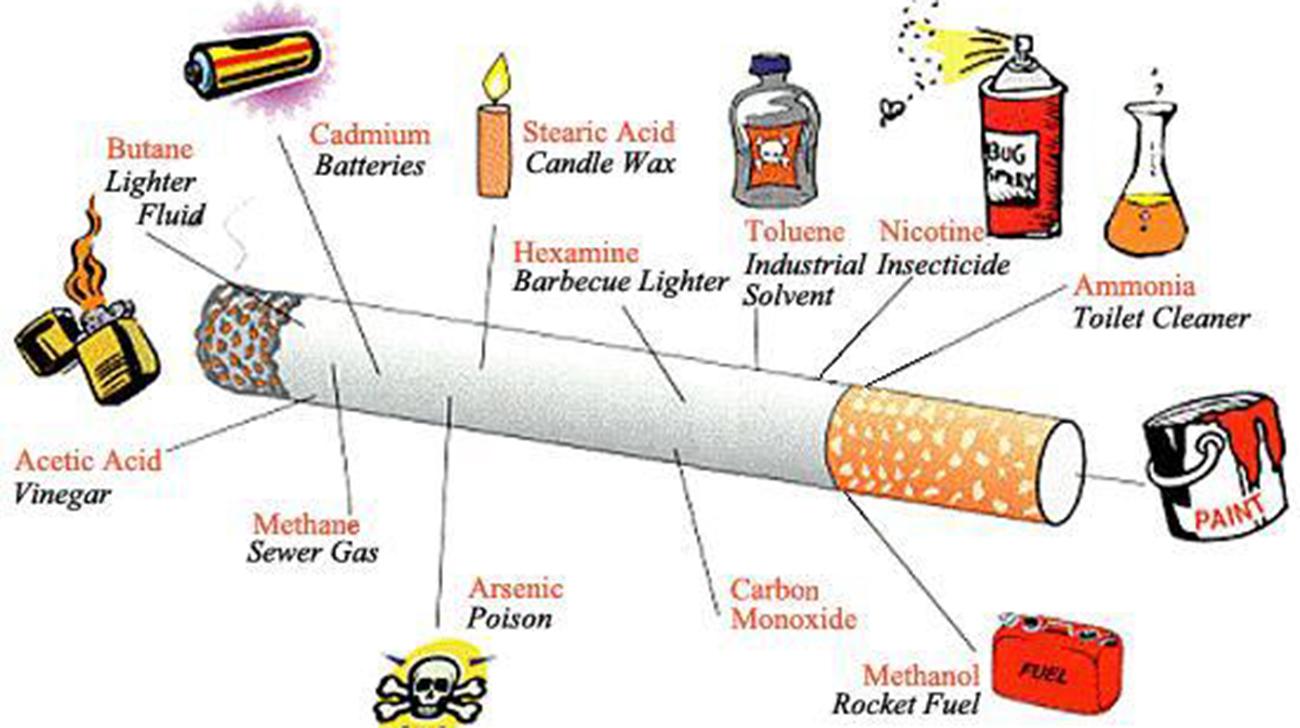 Cadmium
Batteries
Stearic Acid
Candle Wax
Butane
Lighter
Fluid
BUG
SPRAY
Hexamine
Barbecue Lighter
Toluene
Industrial
Solvent
Nicotine
Insecticide
Ammonia
Toilet Cleaner
Acetic Acid
Vinegar
PAINT
Methane
Sewer Gas
Arsenic
Poison
Carbon
Monoxide
Methanol
Rocket Fuel
FUEL